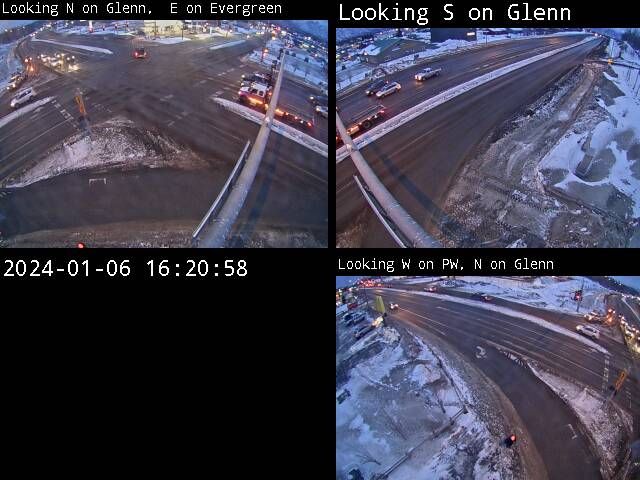 Looking N on Glenn, E on Evergreen
Looking S on Glenn
2024-01-06 16:20:58
Looking W on PW, N on Glenn